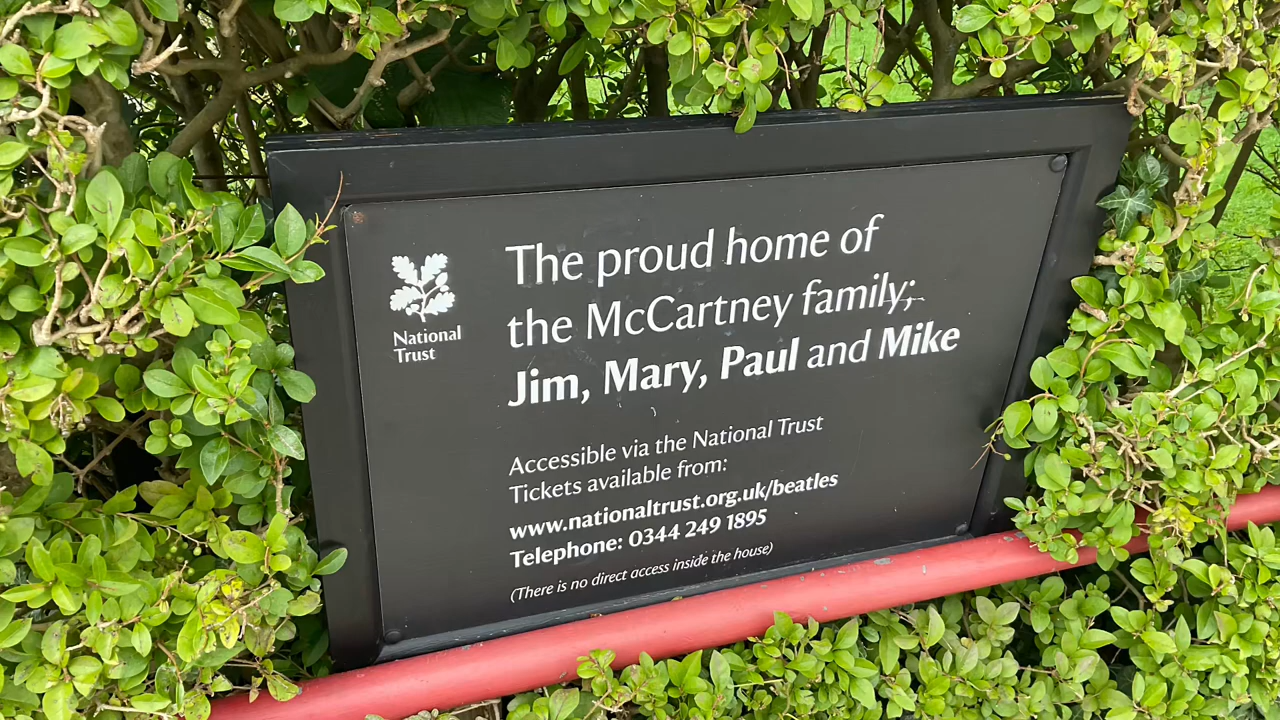 National
Trust
The proud home of
the McCartney family;
Jim, Mary, Paul and Mike
Accessible via the National Trust
Tickets available from:
www.nationaltrust.org.uk/beatles
Telephone: 0344 249 1895
(There is no direct access inside the house)